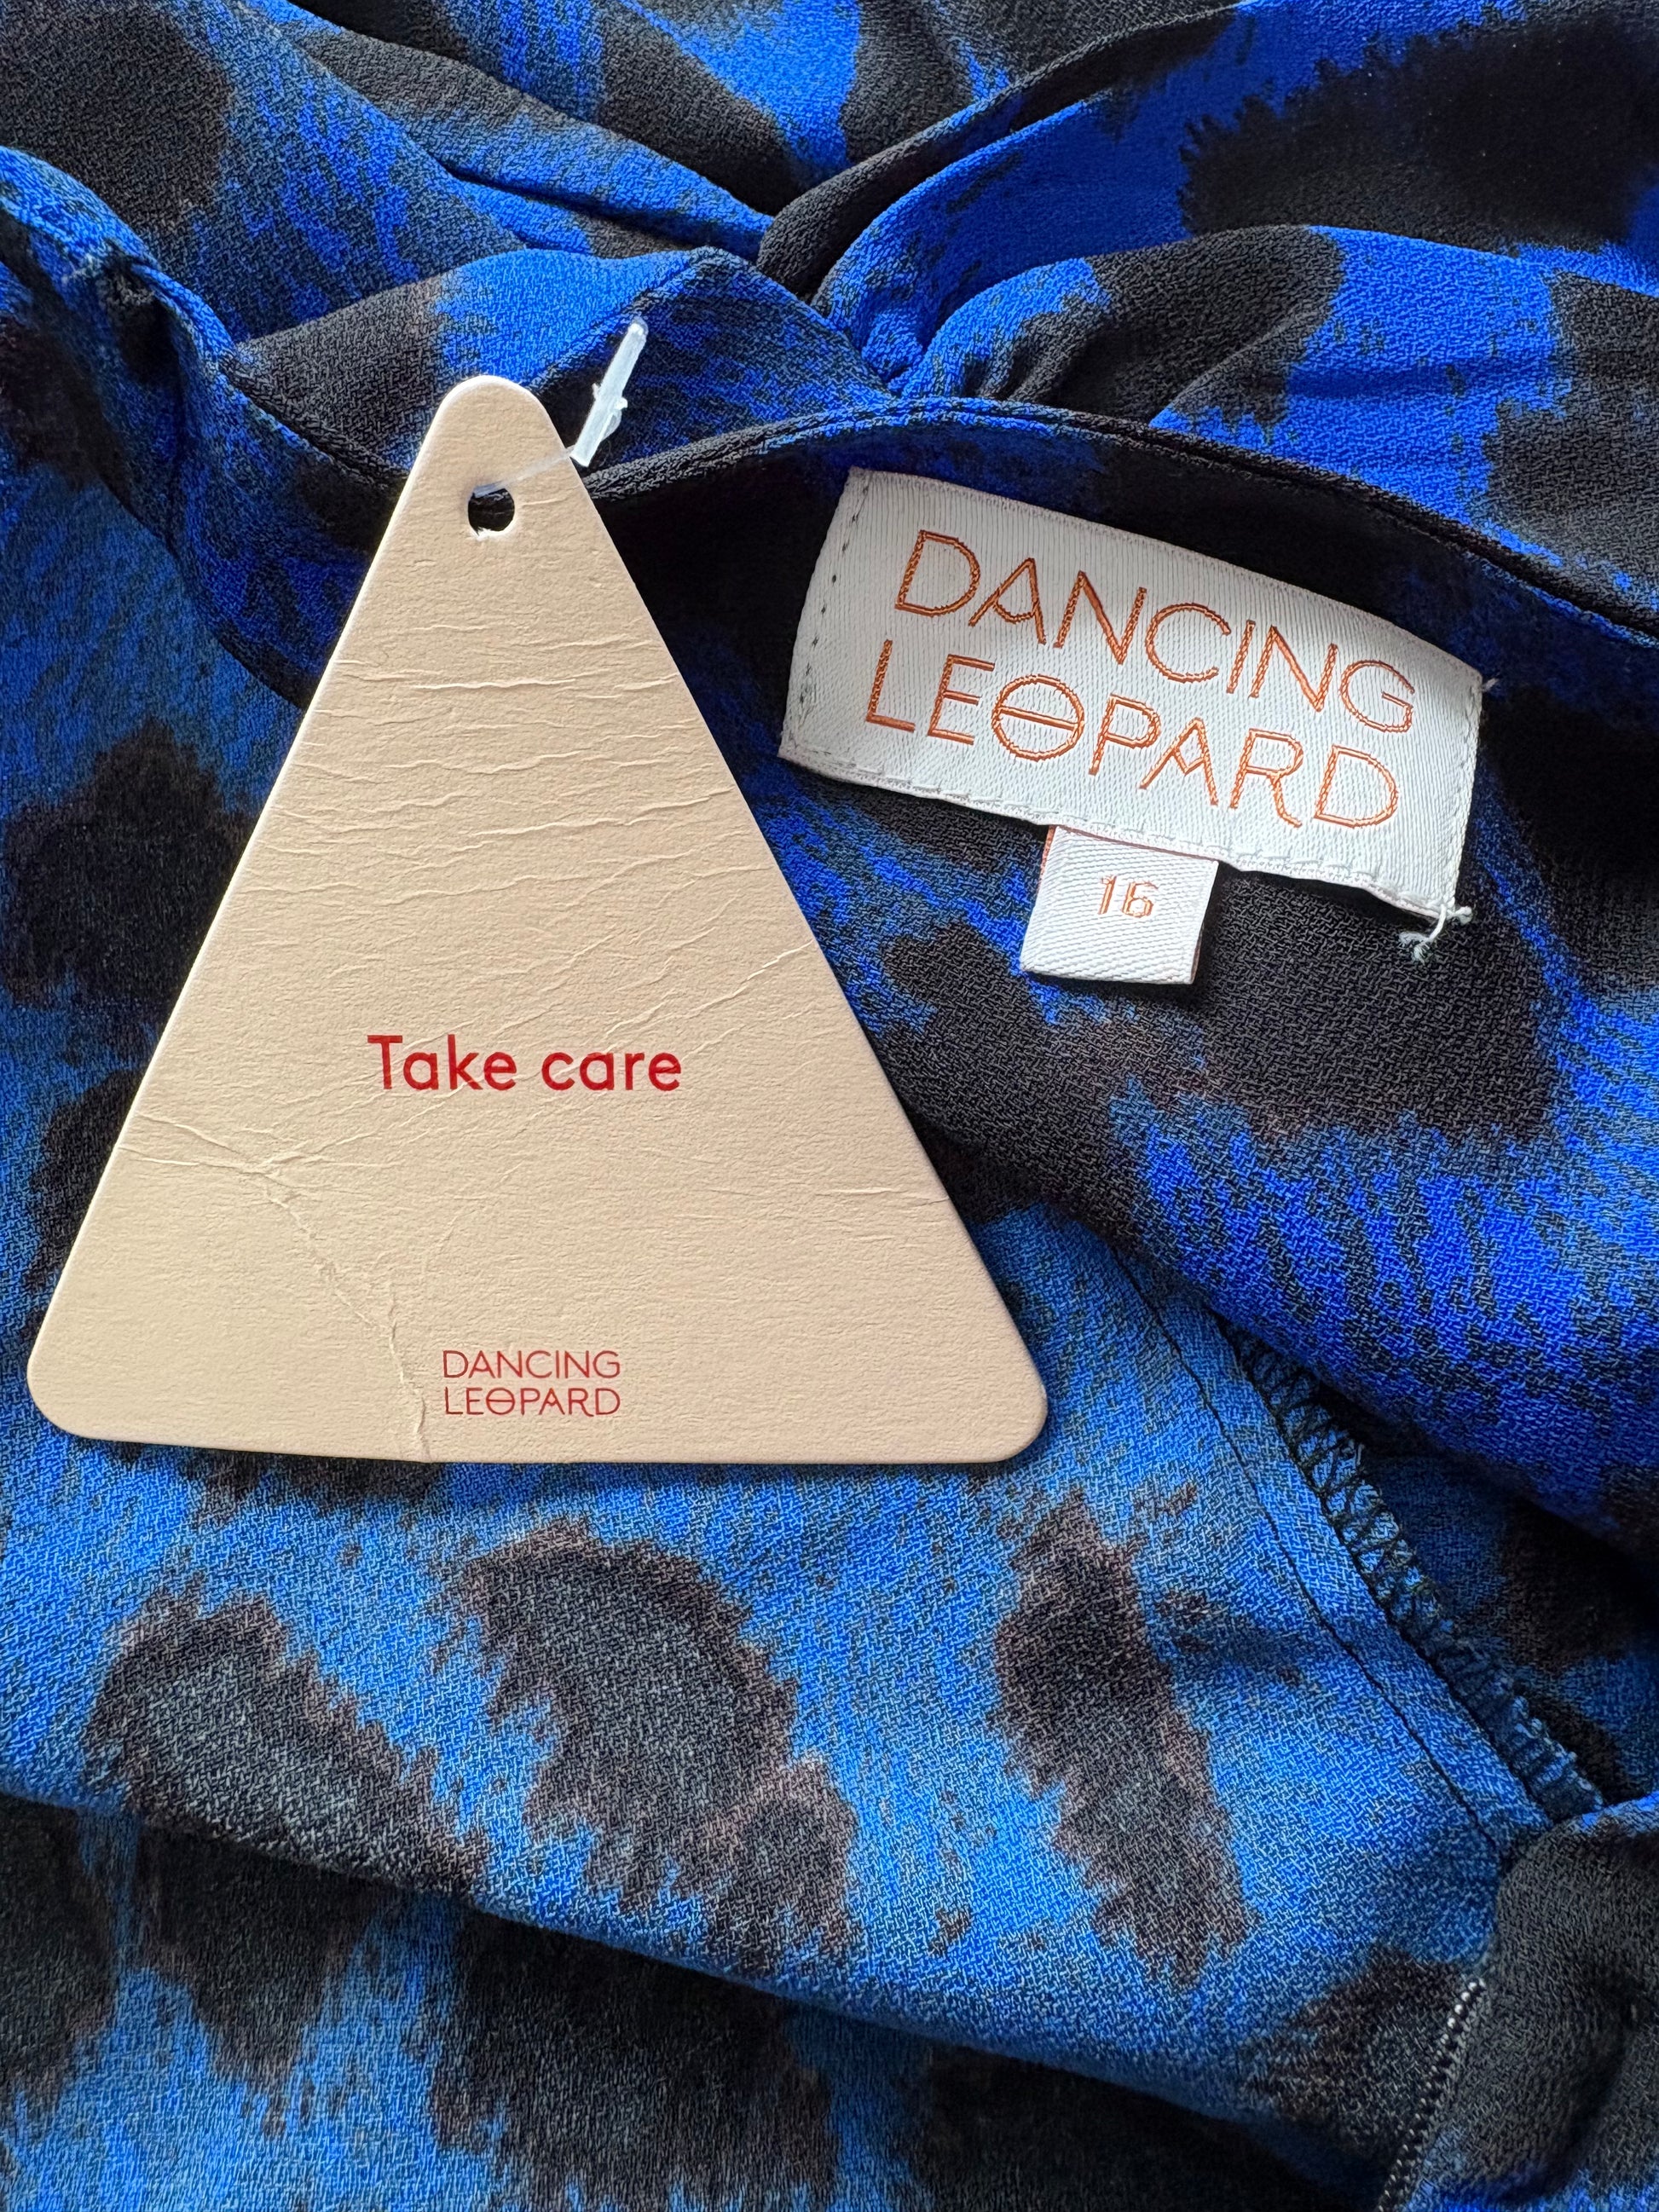 DANCING
LEOPARD
16
Take care
DANCING
LEOPARD